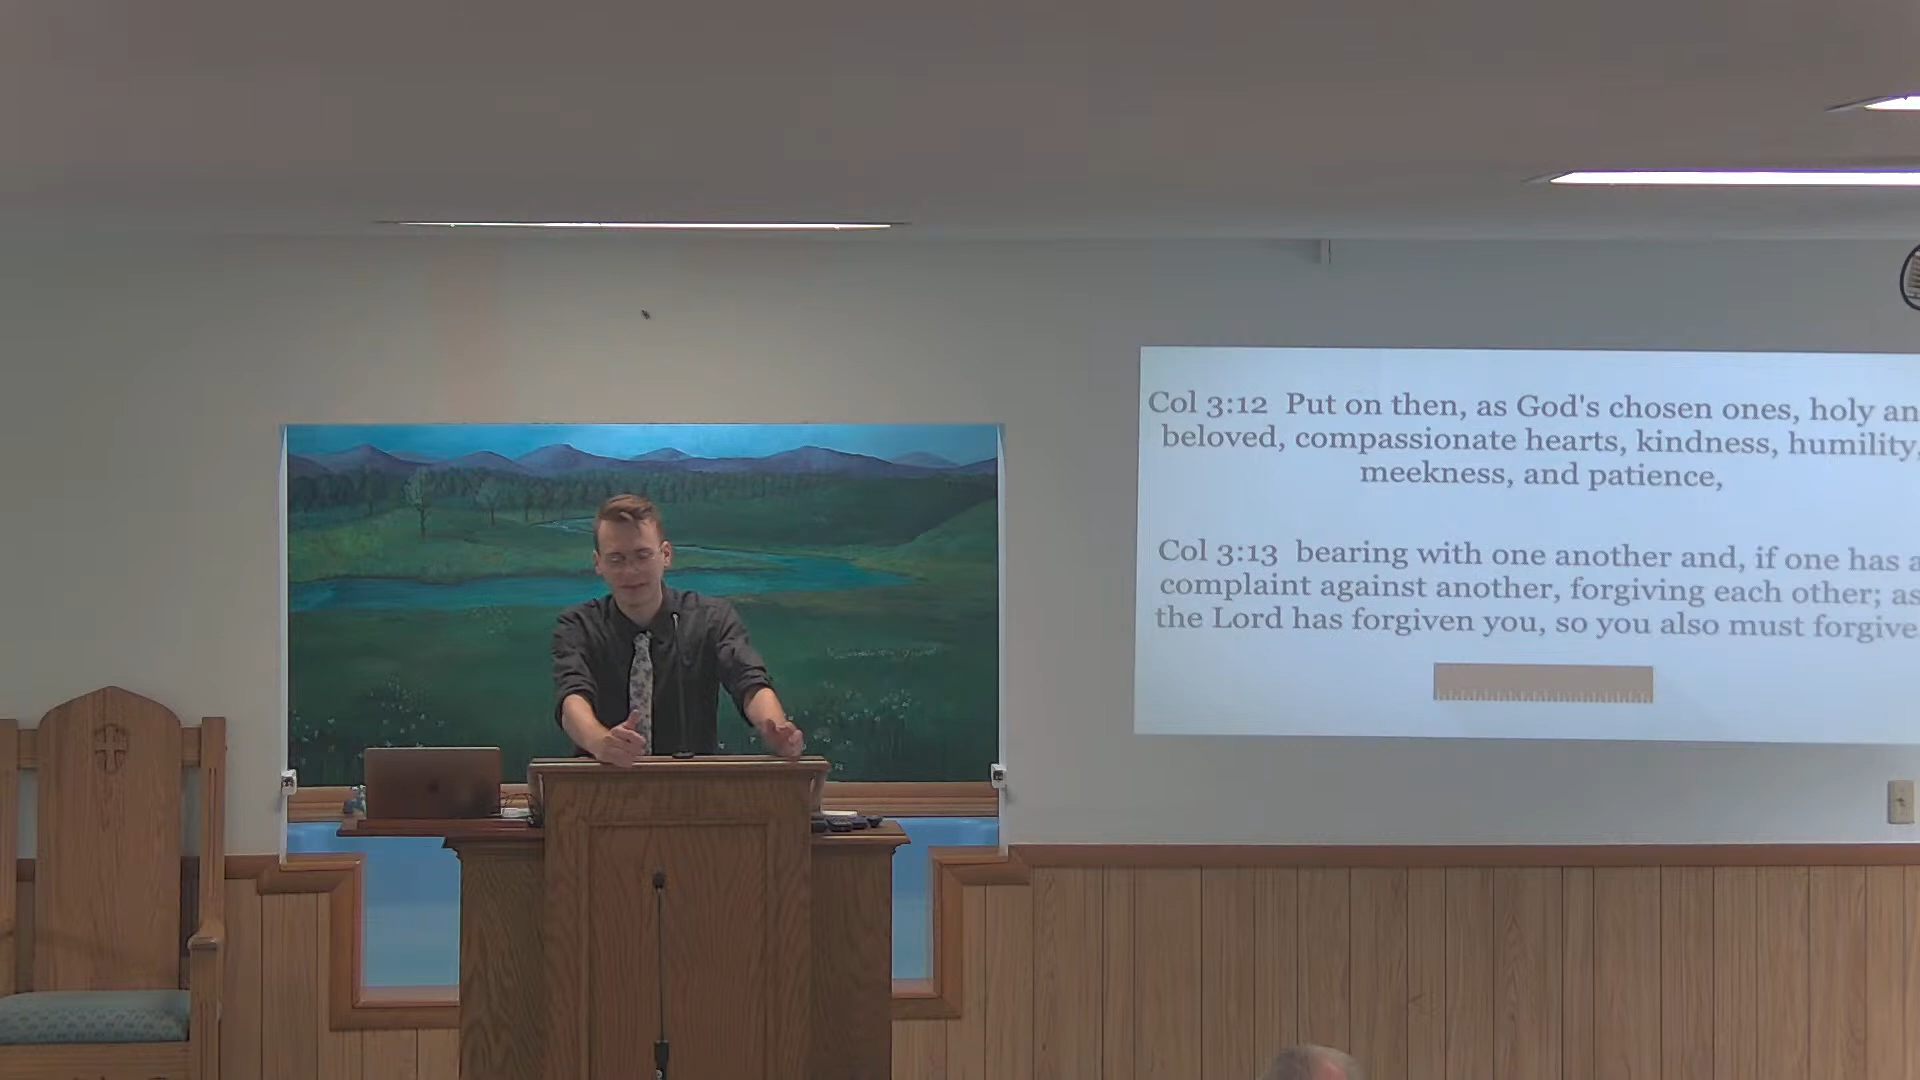 Col 3:12 Put on then, as God's chosen ones, holy an
beloved, compassionate hearts, kindness, humility,
meekness, and patience,
Col 3:13 bearing with one another and, if one has a
complaint against another, forgiving each other; as
the Lord has forgiven you, so you also must forgive